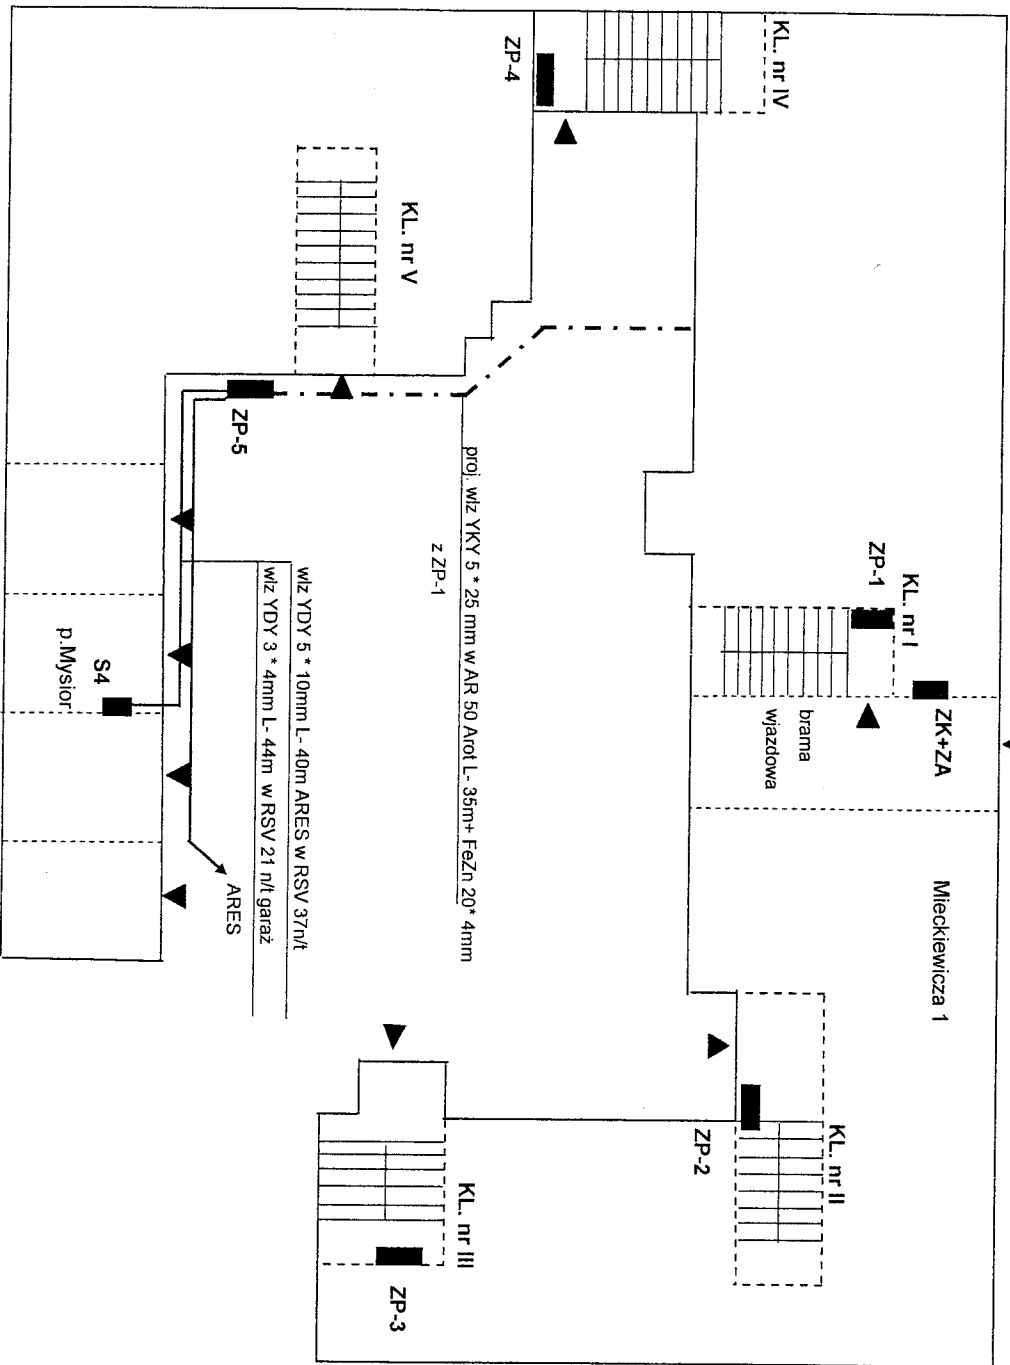 Mieckiewicza 1
KL. nr IV
ZP-4
KL. nr I
ZP-1
ZK+ZA
brama
wjazdowa
KL. nr II
ZP-2
KL. nr V
proj. wlz YKY 5 * 25 mm w AR 50 Arot L- 35m+ FeZn 20* 4mm
z ZP-1
KL. nr III
ZP-3
ZP-5
wlz YDY 5 * 10mm L- 40m ARES w RSV 37n/t
wlz YDY 3 * 4mm L- 44m w RSV 21 n/t garaż
ARES
S4
p.Mysior